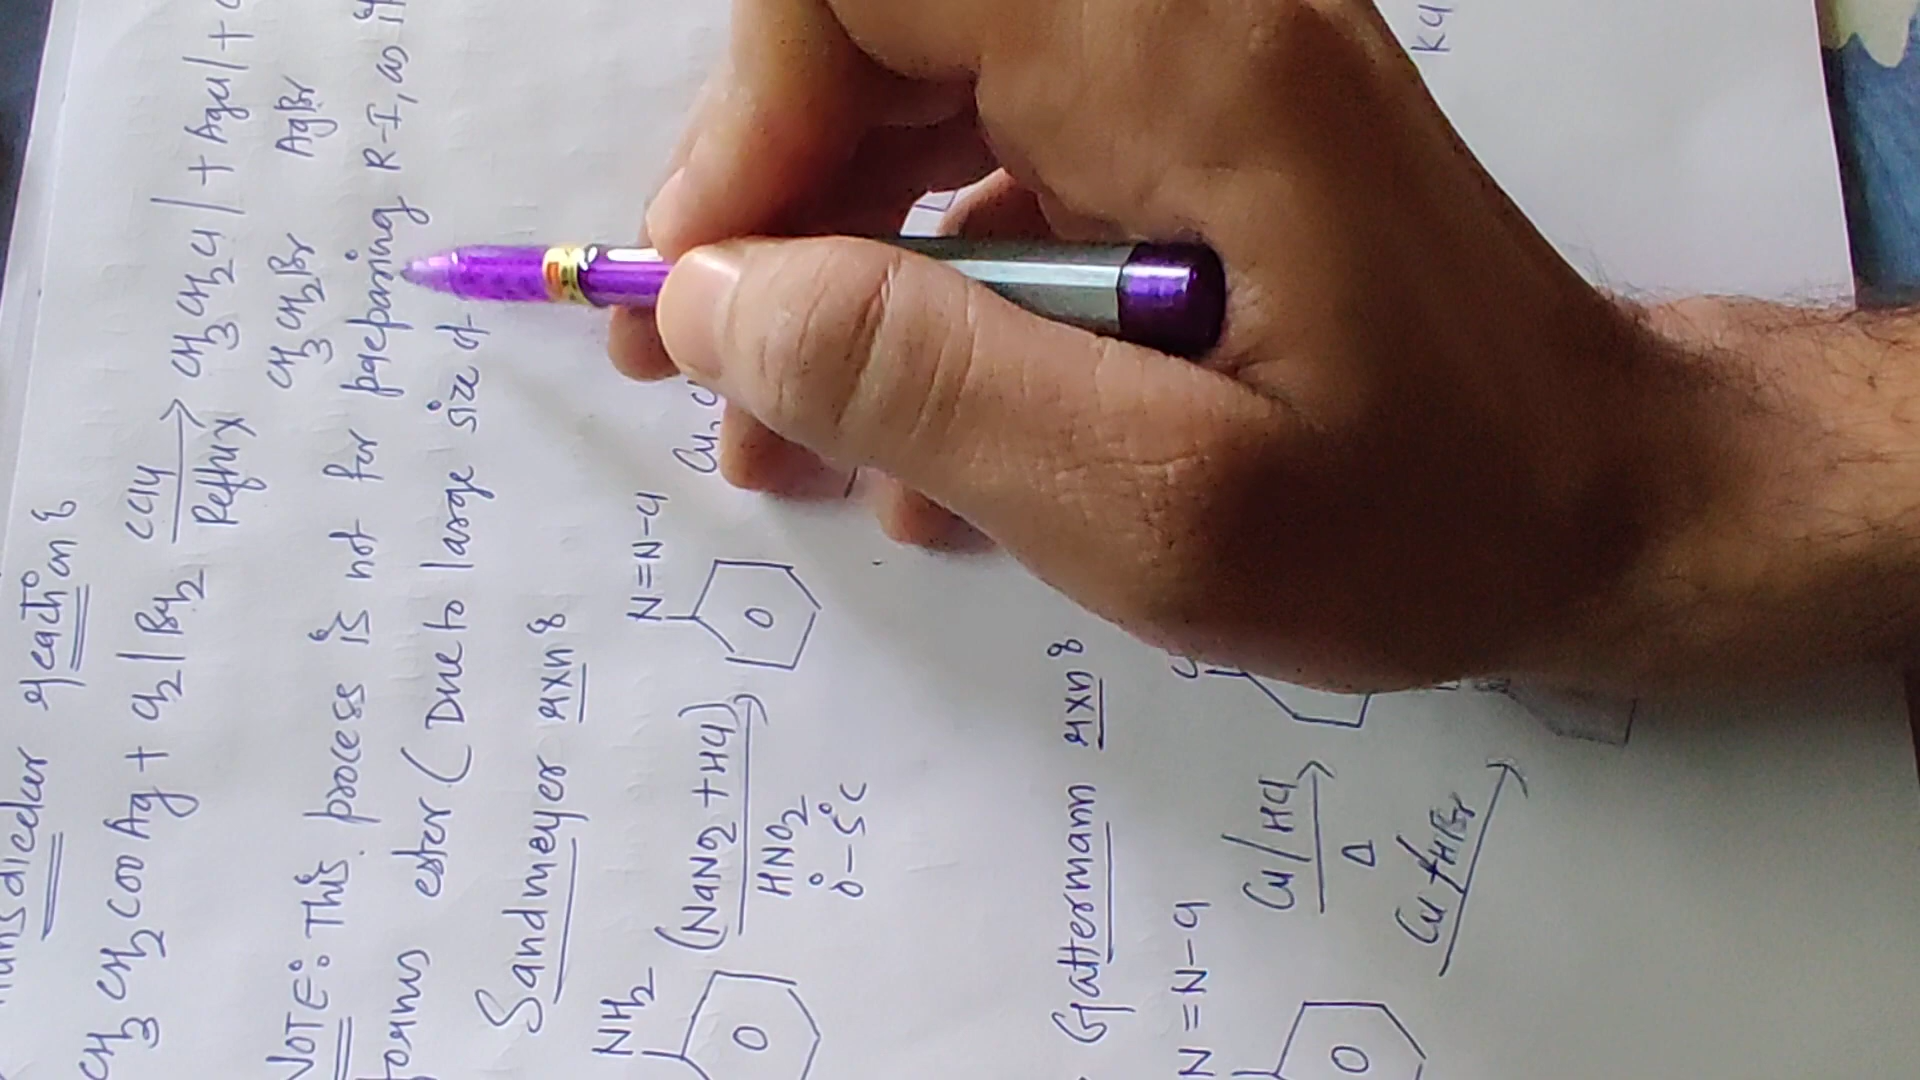 reaction :
CH3CH2COOAg + Cl2/Br2 CCl4 Reflux → CH3CH2Cl / + AgCl / +
CH3CH2Br AgBr
NOTE: This process is not for preparing R-I, as it
forms ester (Due to large size of
Sandmeyer rxn :
NH2 (NaNO2 + HCl) N=N-Cl
HNO2
0-5°C
Gattermann rxn :
N=N-Cl Cu/HCl
Δ
Cu/HBr